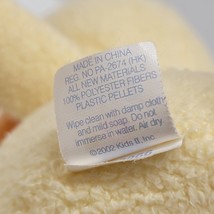 MADE IN CHINA
REG. NO PA-2674 (HK)
ALL NEW MATERIALS
100% POLYESTER FIBERS
PLASTIC PELLETS
Wipe clean with damp cloth
and mild soap. Do not
immerse in water. Air dry
©2002 Kids II, Inc.